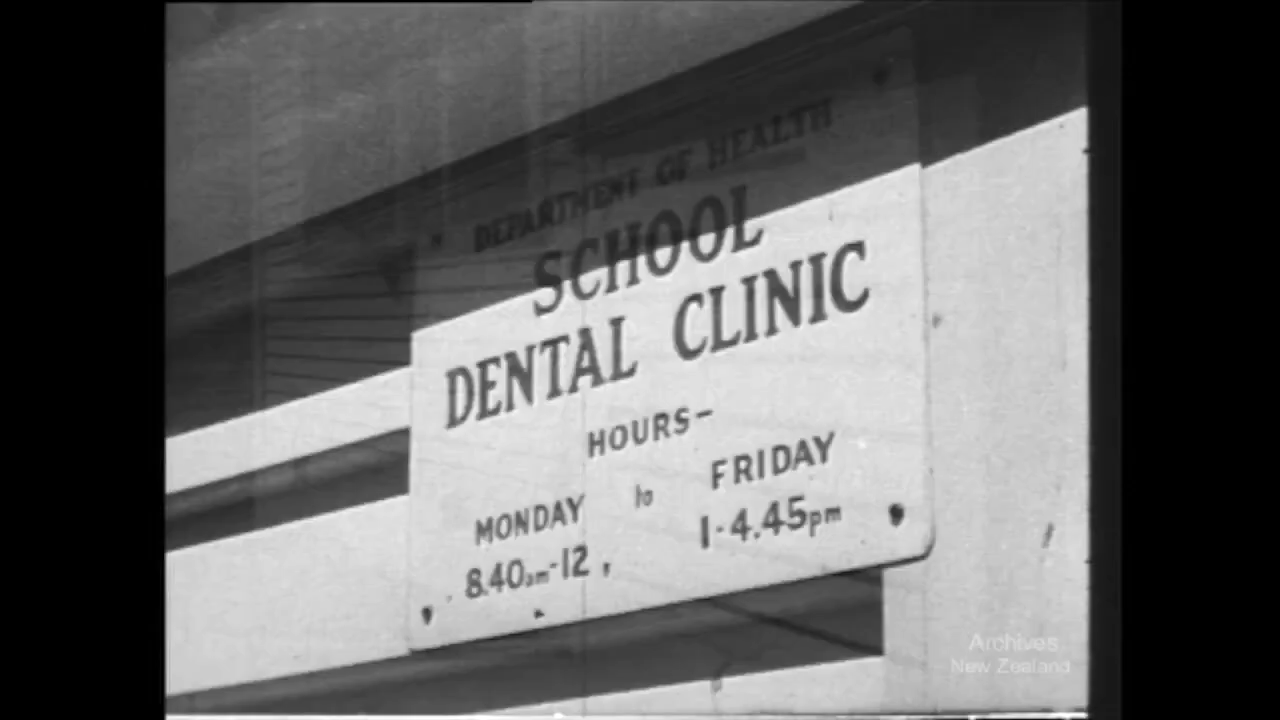 DEPARTMENT OF HEALTH
SCHOOL
DENTAL CLINIC
HOURS-
MONDAY to FRIDAY
8.40am-12, 1-4.45pm
Archives
New Zealand